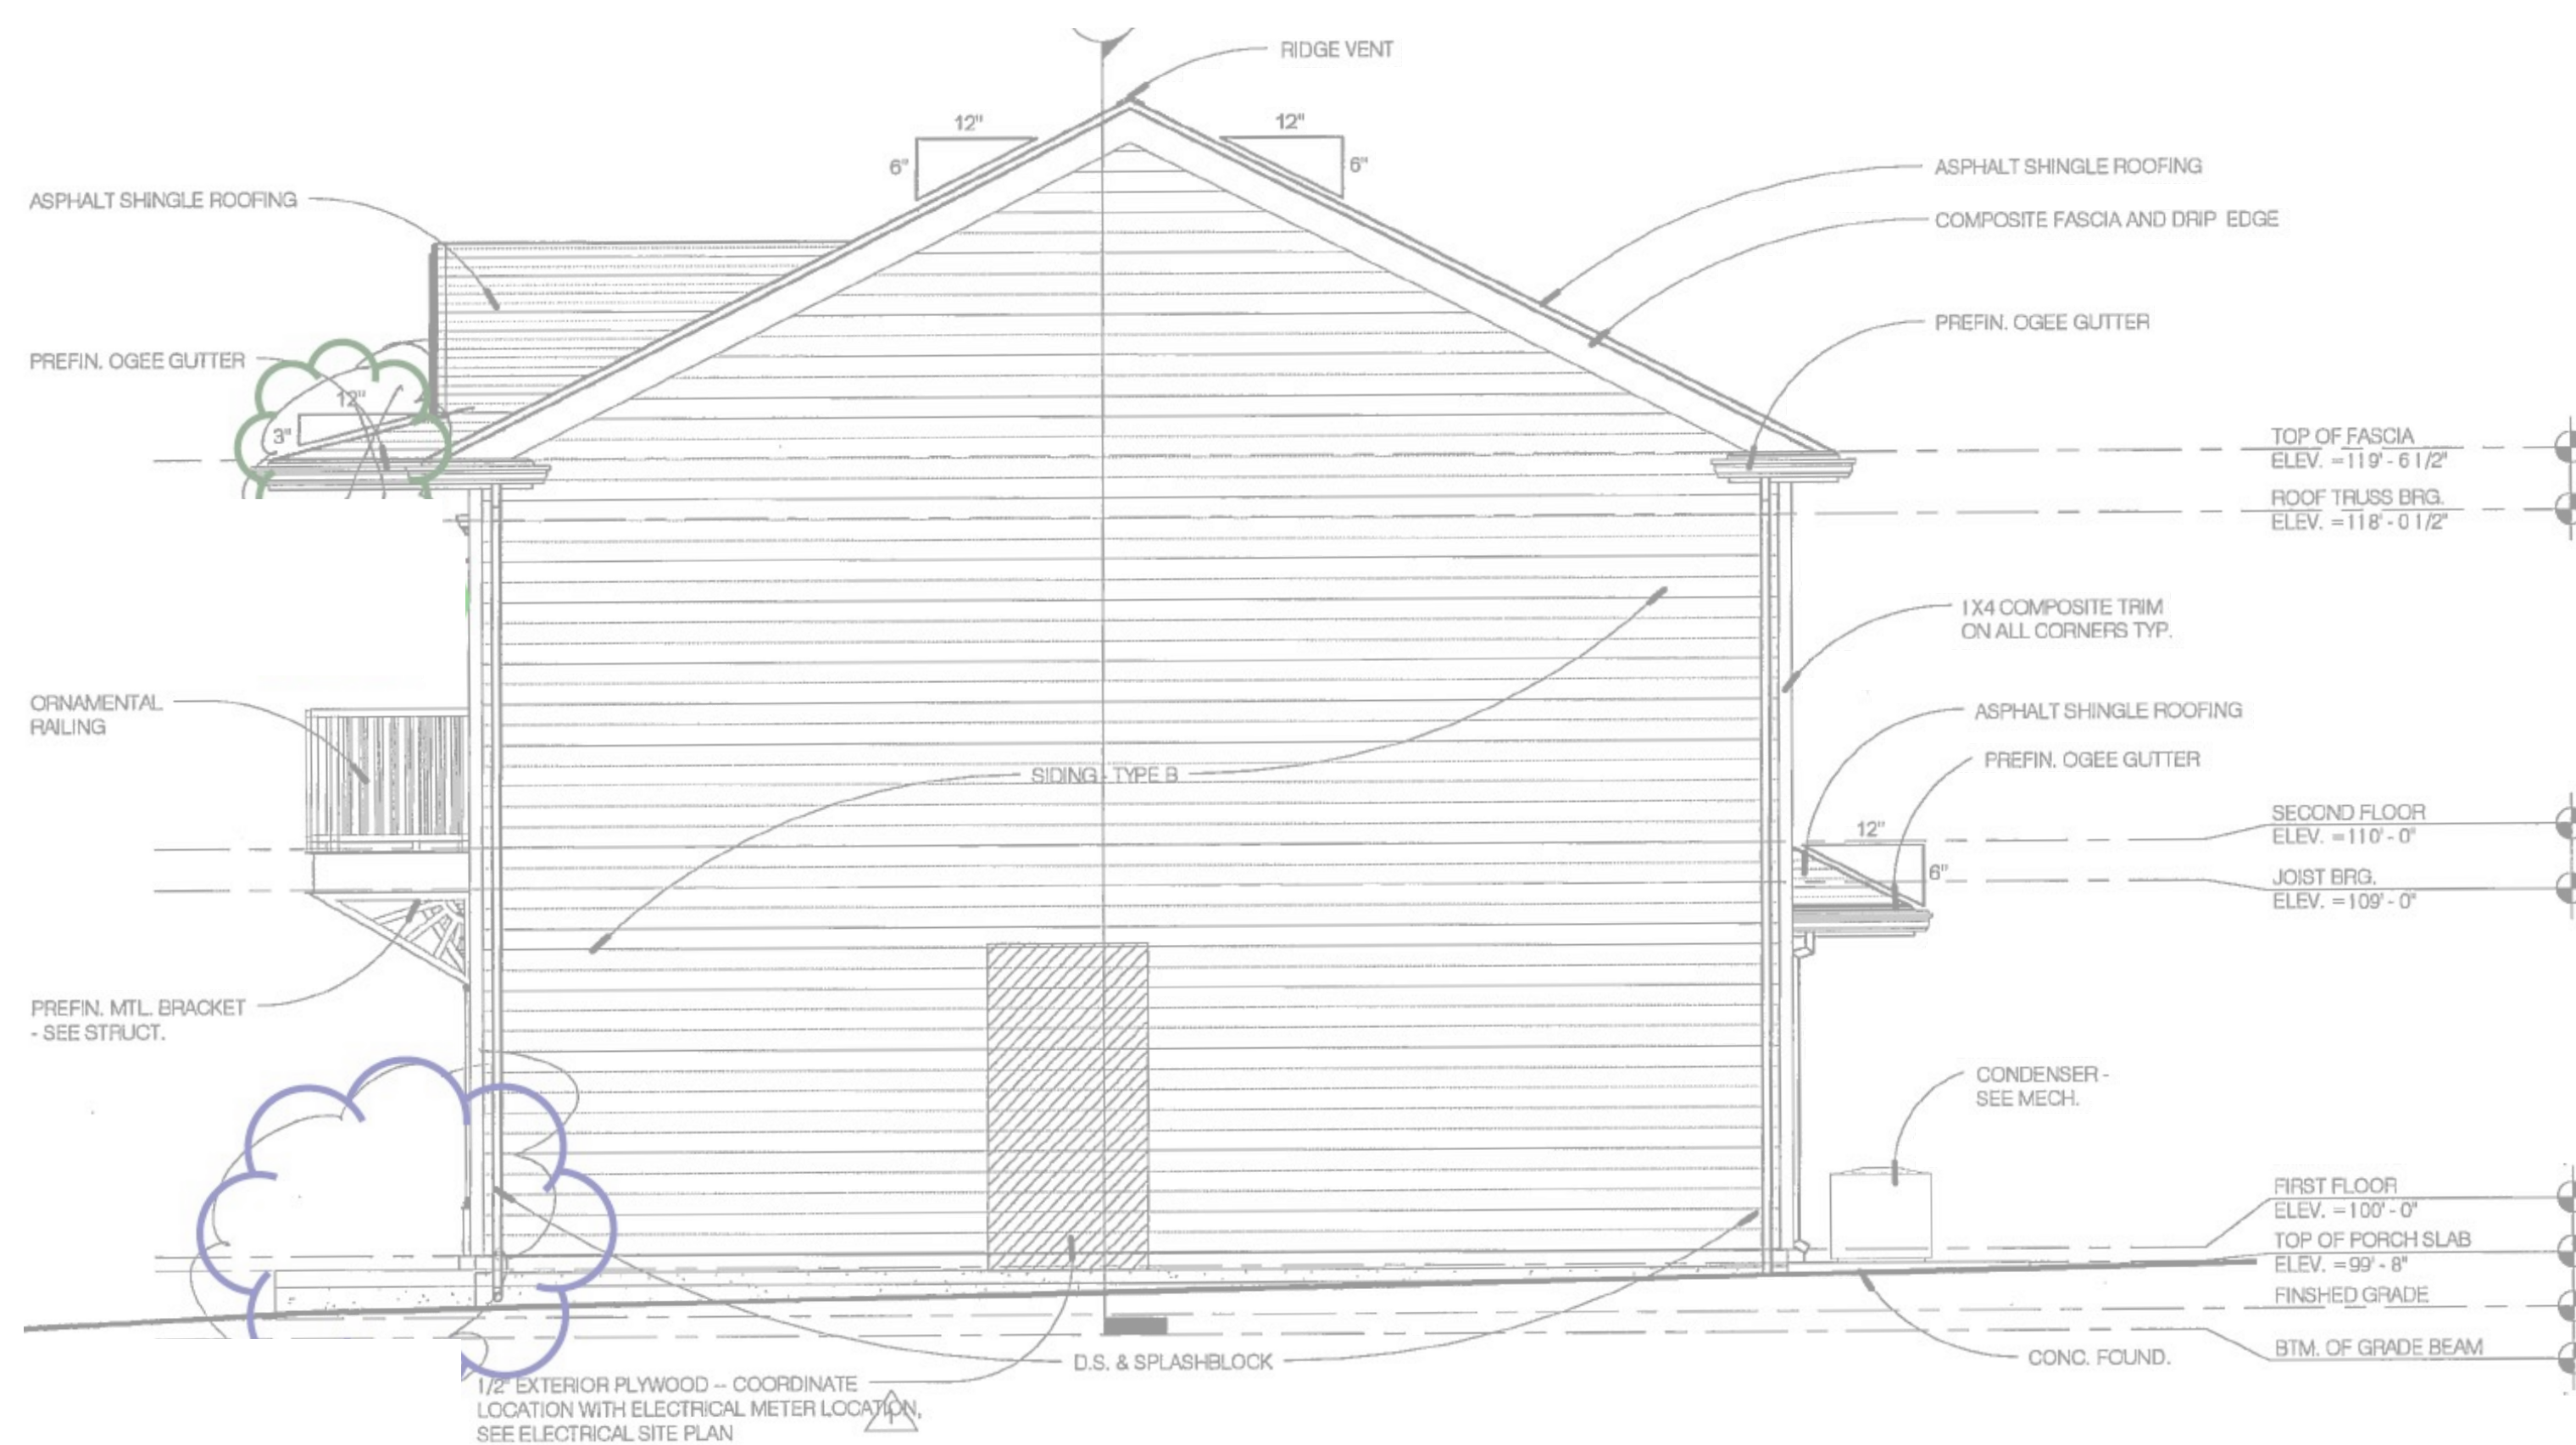 RIDGE VENT
12"
6"
12"
6"
ASPHALT SHINGLE ROOFING
ASPHALT SHINGLE ROOFING
COMPOSITE FASCIA AND DRIP EDGE
PREFIN. OGEE GUTTER
PREFIN. OGEE GUTTER
12"
3"
TOP OF FASCIA
ELEV. =119'-6 1/2"
ROOF TRUSS BRG.
ELEV. =118'-0 1/2"
1X4 COMPOSITE TRIM
ON ALL CORNERS TYP.
ORNAMENTAL
RAILING
ASPHALT SHINGLE ROOFING
PREFIN. OGEE GUTTER
SIDING - TYPE B
SECOND FLOOR
ELEV. =110'-0"
12"
6"
JOIST BRG.
ELEV. =109'-0"
PREFIN. MTL. BRACKET
- SEE STRUCT.
CONDENSER -
SEE MECH.
FIRST FLOOR
ELEV. =100'-0"
TOP OF PORCH SLAB
ELEV. =99'-8"
FINSHED GRADE
BTM. OF GRADE BEAM
CONC. FOUND.
D.S. & SPLASHBLOCK
1/2" EXTERIOR PLYWOOD -- COORDINATE
LOCATION WITH ELECTRICAL METER LOCATION,
SEE ELECTRICAL SITE PLAN
1